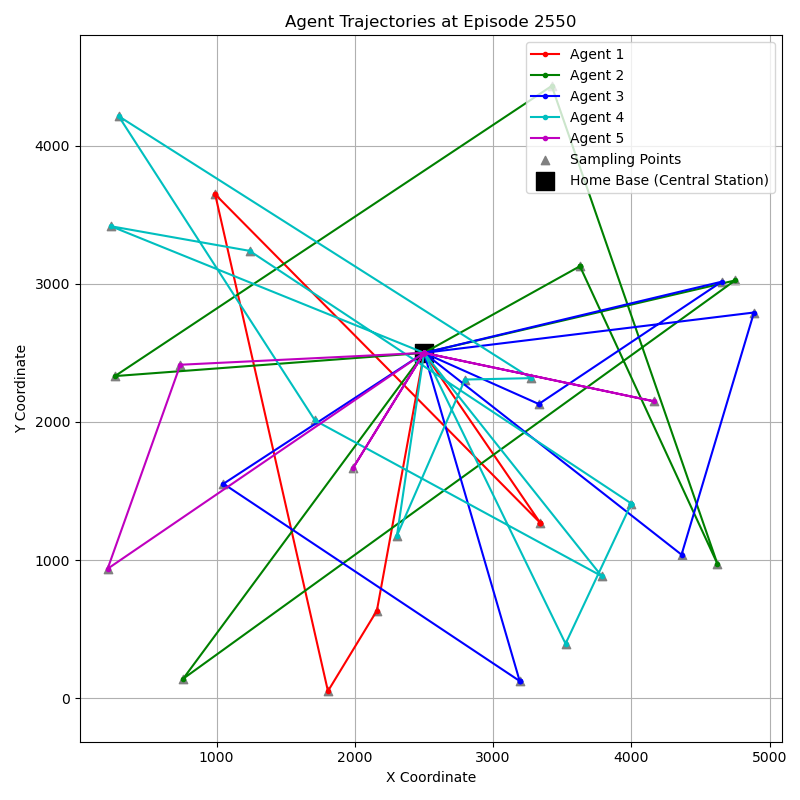 Agent Trajectories at Episode 2550
Agent 1
Agent 2
Agent 3
Agent 4
Agent 5
Sampling Points
Home Base (Central Station)
Y Coordinate
4000
3000
2000
1000
0
1000 2000 3000 4000 5000
X Coordinate